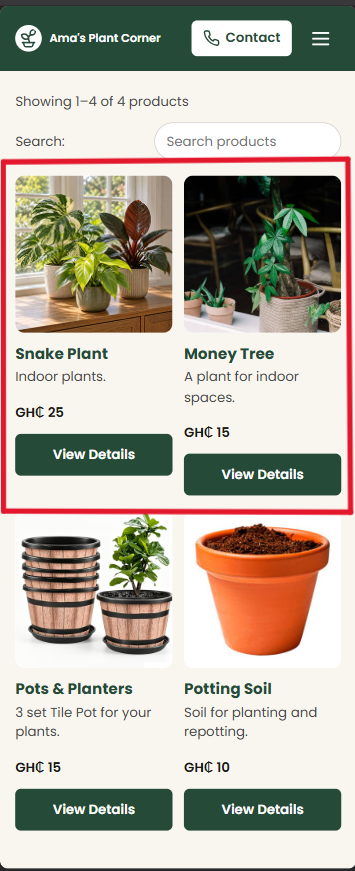 Ama's Plant Corner
Contact
Showing 1–4 of 4 products
Search:
Search products
Snake Plant
Indoor plants.
GH₵ 25
View Details
Money Tree
A plant for indoor
spaces.
GH₵ 15
View Details
Pots & Planters
3 set Tile Pot for your
plants.
GH₵ 15
View Details
Potting Soil
Soil for planting and
repotting.
GH₵ 10
View Details